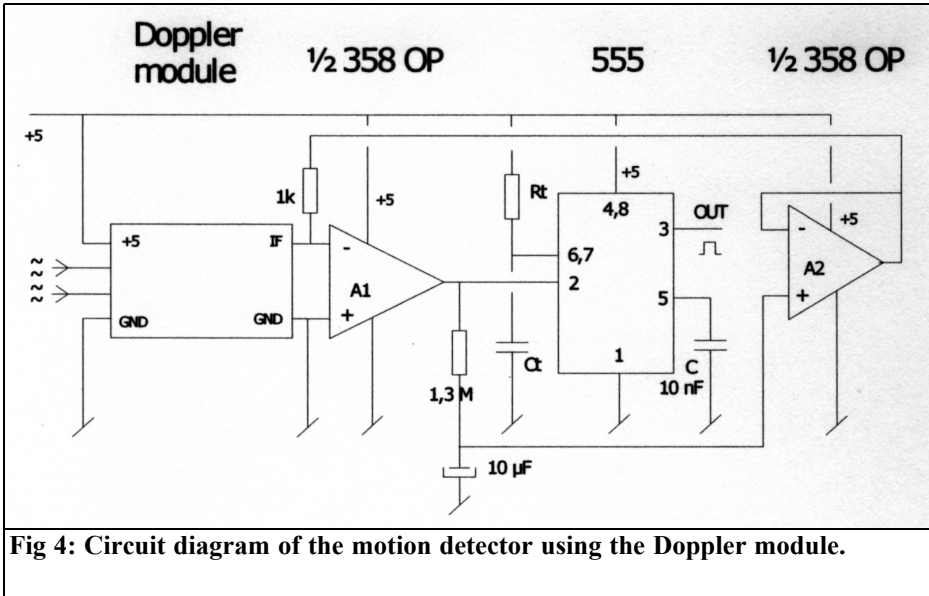 Doppler
module
½ 358 OP
555
½ 358 OP
+5
1k
+5
Rt
+5
4,8
OUT
3
+5
IF
-
A1
+
6,7
2
5
1
-
A2
+
+5
GND
GND
1,3 M
Ct
C
10 nF
10 µF
Fig 4: Circuit diagram of the motion detector using the Doppler module.